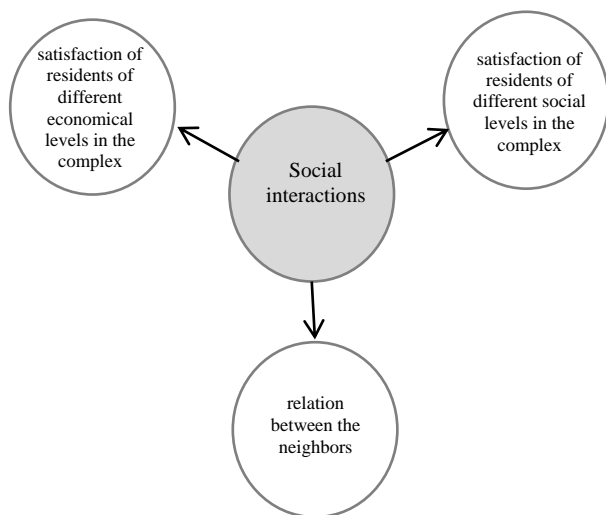 satisfaction of
residents of
different
economical
levels in the
complex
satisfaction of
residents of
different social
levels in the
complex
Social
interactions
relation
between the
neighbors